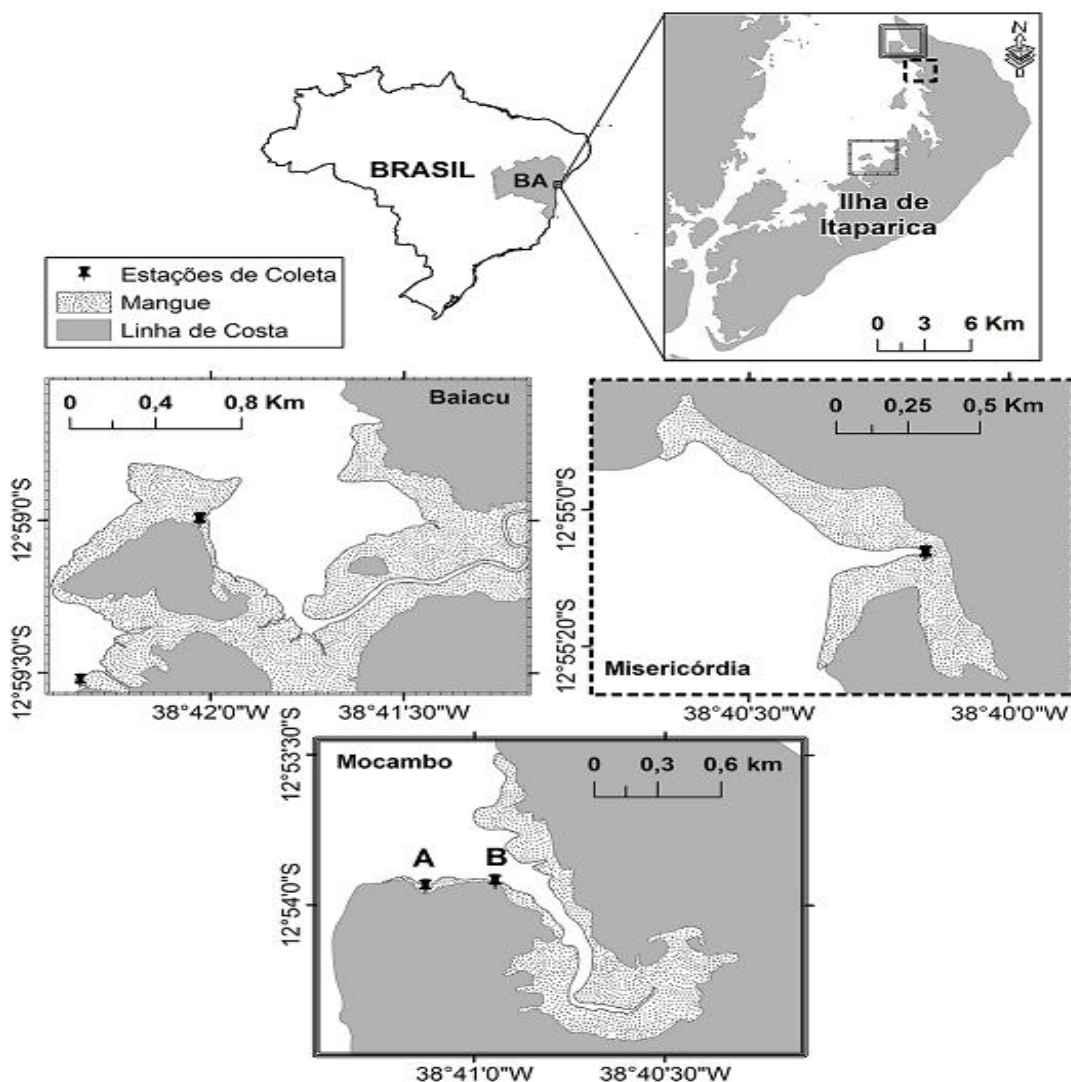 N
BRASIL
BA
Ilha de
Itaparica
0 3 6 Km
Estações de Coleta
Mangue
Linha de Costa
Baiacu
0 0,4 0,8 Km
12°59'0"S
12°59'30"S
38°42'0"W 38°41'30"W
0 0,25 0,5 Km
12°55'0"S
12°55'20"S
Misericórdia
38°40'30"W 38°40'0"W
Mocambo
0 0,3 0,6 km
12°53'30"S
12°54'0"S
A B
38°41'0"W 38°40'30"W